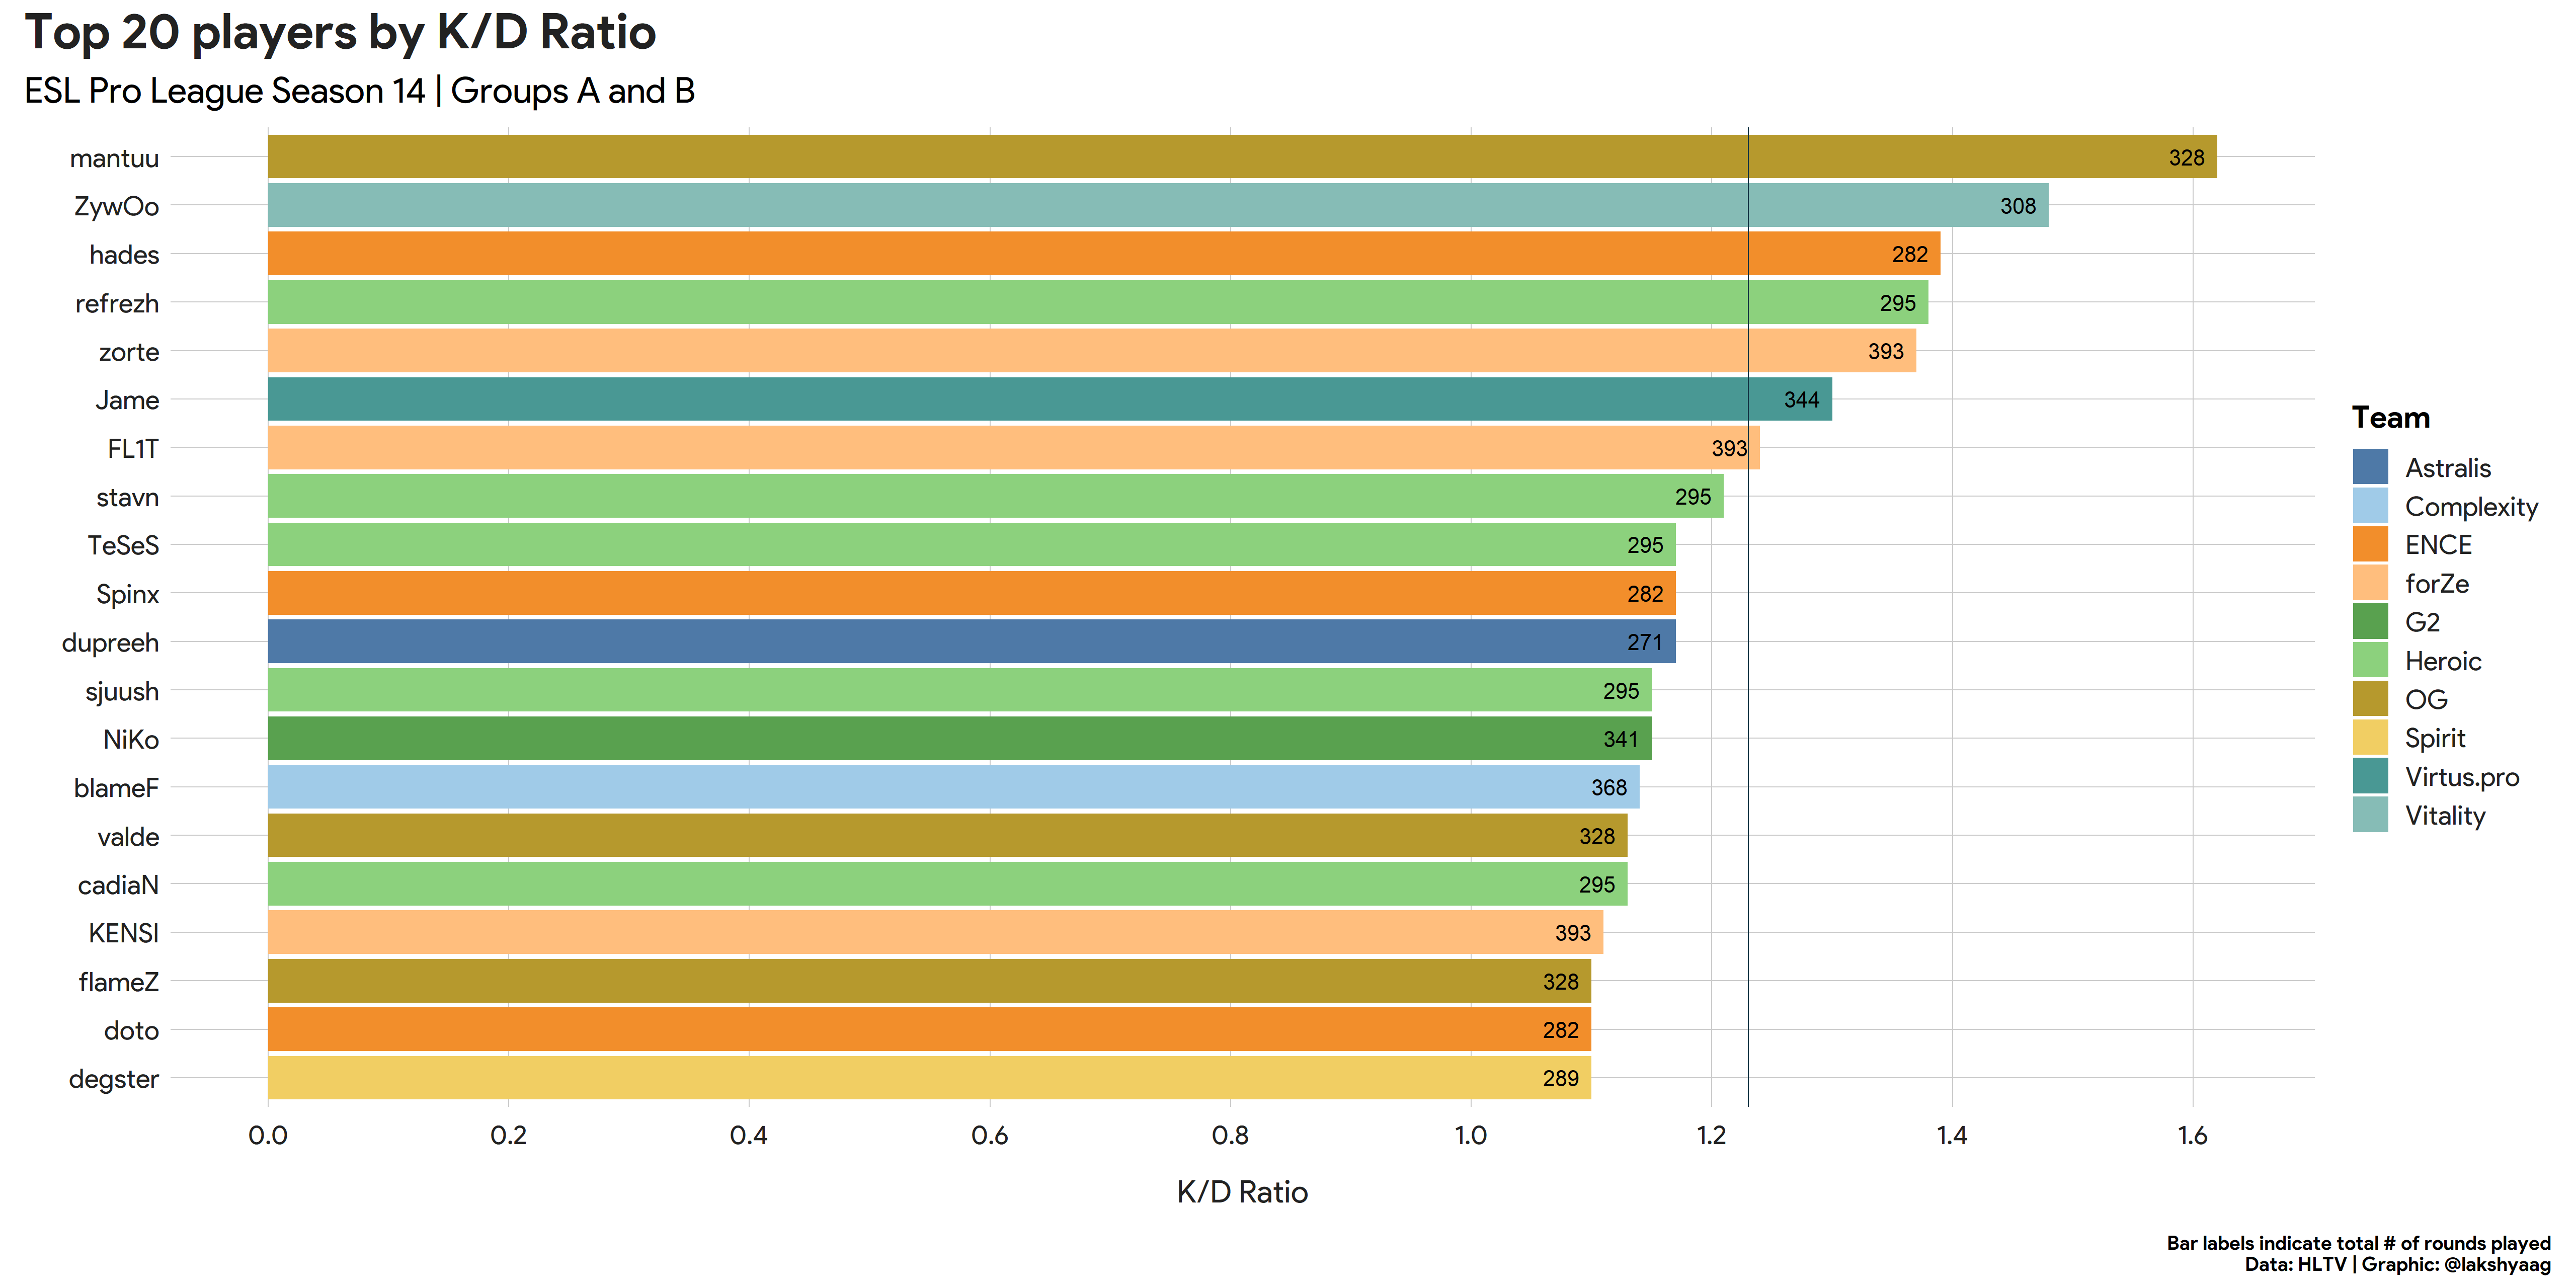 Top 20 players by K/D Ratio
ESL Pro League Season 14 | Groups A and B
mantuu 328
ZywOo 308
hades 282
refrezh 295
zorte 393
Jame 344
FL1T 393
stavn 295
TeSeS 295
Spinx 282
dupreeh 271
sjuush 295
NiKo 341
blameF 368
valde 328
cadiaN 295
KENSI 393
flameZ 328
doto 282
degster 289
0.0 0.2 0.4 0.6 0.8 1.0 1.2 1.4 1.6
K/D Ratio
Team
Astralis
Complexity
ENCE
forZe
G2
Heroic
OG
Spirit
Virtus.pro
Vitality
Bar labels indicate total # of rounds played
Data: HLTV | Graphic: @lakshyaag